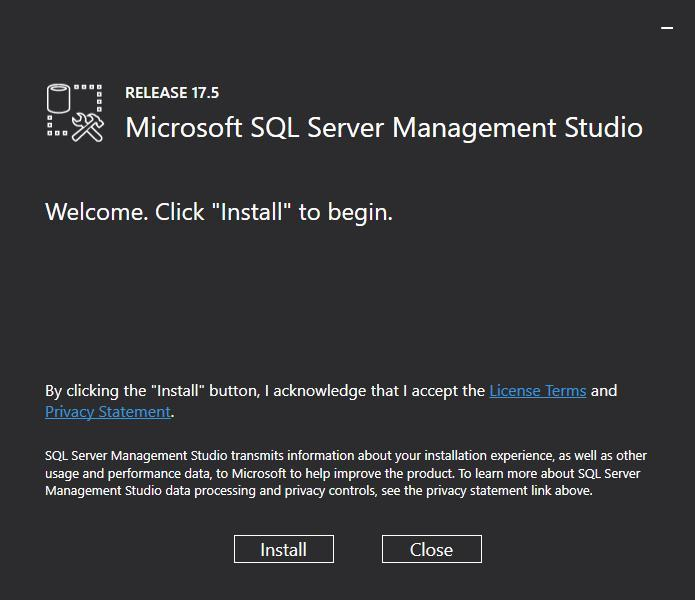 RELEASE 17.5
Microsoft SQL Server Management Studio
Welcome. Click "Install" to begin.
By clicking the "Install" button, I acknowledge that I accept the License Terms and
Privacy Statement.
SQL Server Management Studio transmits information about your installation experience, as well as other
usage and performance data, to Microsoft to help improve the product. To learn more about SQL Server
Management Studio data processing and privacy controls, see the privacy statement link above.
Install
Close